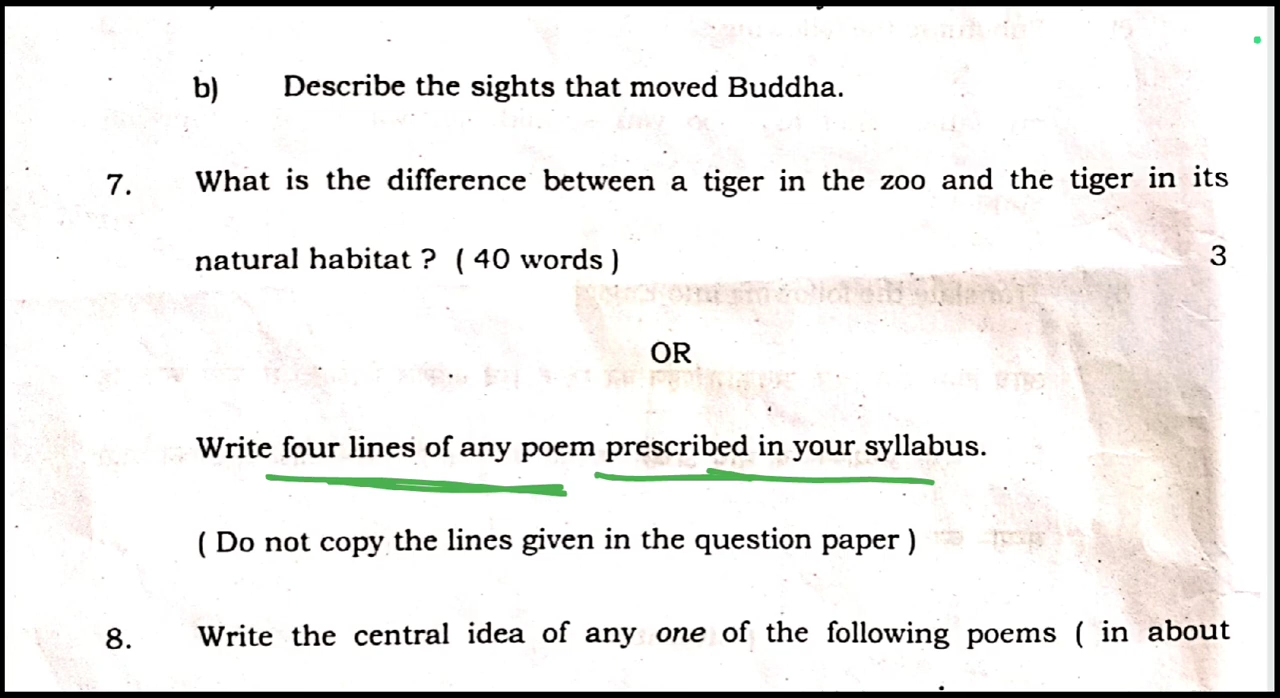 b) Describe the sights that moved Buddha.
7. What is the difference between a tiger in the zoo and the tiger in its
natural habitat ? ( 40 words ) 3
OR
Write four lines of any poem prescribed in your syllabus.
( Do not copy the lines given in the question paper )
8. Write the central idea of any one of the following poems ( in about